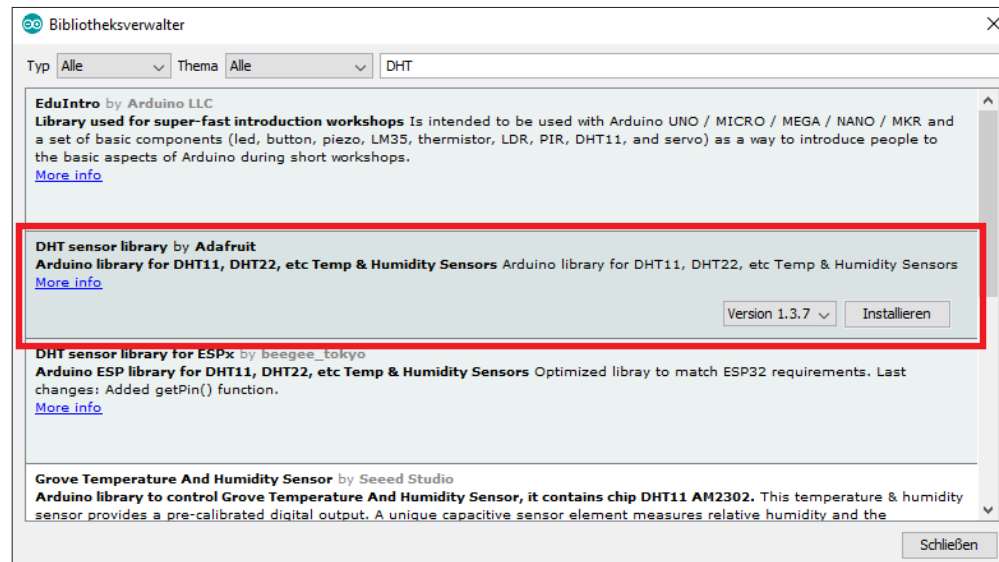 Bibliotheksverwalter
Typ Alle Thema Alle DHT
EduIntro by Arduino LLC
Library used for super-fast introduction workshops Is intended to be used with Arduino UNO / MICRO / MEGA / NANO / MKR and
a set of basic components (led, button, piezo, LM35, thermistor, LDR, PIR, DHT11, and servo) as a way to introduce people to
the basic aspects of Arduino during short workshops.
More info
DHT sensor library by Adafruit
Arduino library for DHT11, DHT22, etc Temp & Humidity Sensors Arduino library for DHT11, DHT22, etc Temp & Humidity Sensors
More info
Version 1.3.7 Installieren
DHT sensor library for ESPx by beegee_tokyo
Arduino ESP library for DHT11, DHT22, etc Temp & Humidity Sensors Optimized libray to match ESP32 requirements. Last
changes: Added getPin() function.
More info
Grove Temperature And Humidity Sensor by Seeed Studio
Arduino library to control Grove Temperature And Humidity Sensor, it contains chip DHT11 AM2302. This temperature & humidity
sensor provides a pre-calibrated digital output. A unique capacitive sensor element measures relative humidity and the
Schließen